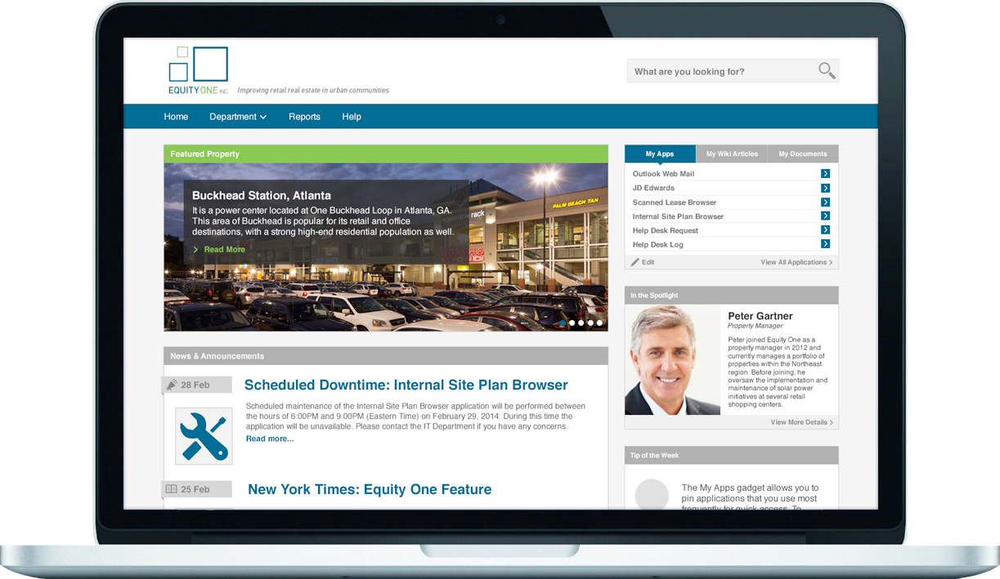 EQUITY ONE INC.
Improving retail real estate in urban communities
What are you looking for?
Home Department Reports Help
Featured Property
Buckhead Station, Atlanta
It is a power center located at One Buckhead Loop in Atlanta, GA.
This area of Buckhead is popular for its retail and office
destinations, with a strong high-end residential population as well.
Read More
rack
PALM BEACH TAN
News & Announcements
28 Feb
Scheduled Downtime: Internal Site Plan Browser
Scheduled maintenance of the Internal Site Plan Browser application will be performed between
the hours of 6:00PM and 9:00PM (Eastern Time) on February 29, 2014. During this time the
application will be unavailable. Please contact the IT Department if you have any concerns.
Read more...
25 Feb
New York Times: Equity One Feature
My Apps My Wiki Articles My Documents
Outlook Web Mail
JD Edwards
Scanned Lease Browser
Internal Site Plan Browser
Help Desk Request
Help Desk Log
Edit View All Applications
In the Spotlight
Peter Gartner
Property Manager
Peter joined Equity One as a
property manager in 2012 and
currently manages a portfolio of
properties within the Northeast
region. Before joining, he
oversaw the implementation and
maintenance of solar power
initiatives at several retail
shopping centers.
View More Details
Tip of the Week
The My Apps gadget allows you to
pin applications that you use most
frequently for quick access. To